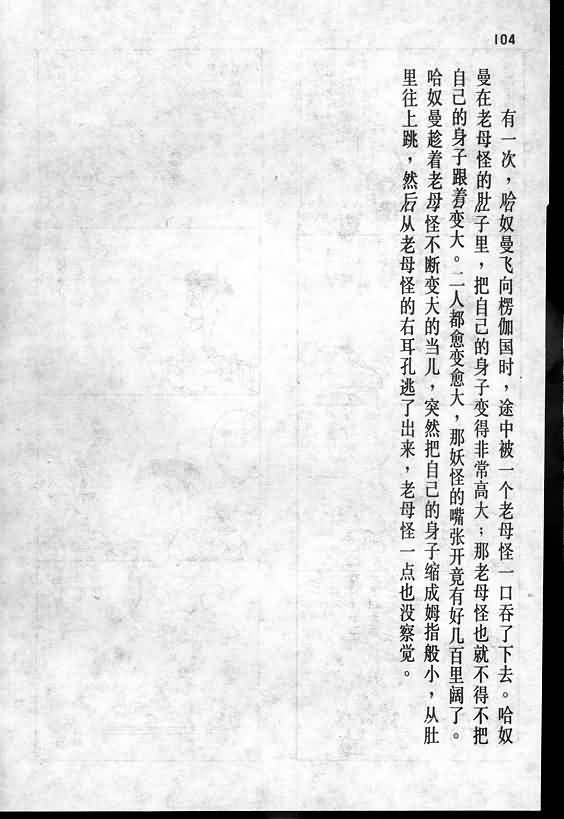 104
有一次，哈奴曼飞向楞伽国时，途中被一个老母怪一口吞了下去。哈奴
曼在老母怪的肚子里，把自己的身子变得非常高大；那老母怪也就不得不把
自己的身子跟着变大。二人都愈变愈大，那妖怪的嘴张开竟有好几百里阔了。
哈奴曼趁着老母怪不断变大的当儿，突然把自己的身子缩成姆指般小，从肚
里往上跳，然后从老母怪的右耳孔逃了出来，老母怪一点也没察觉。